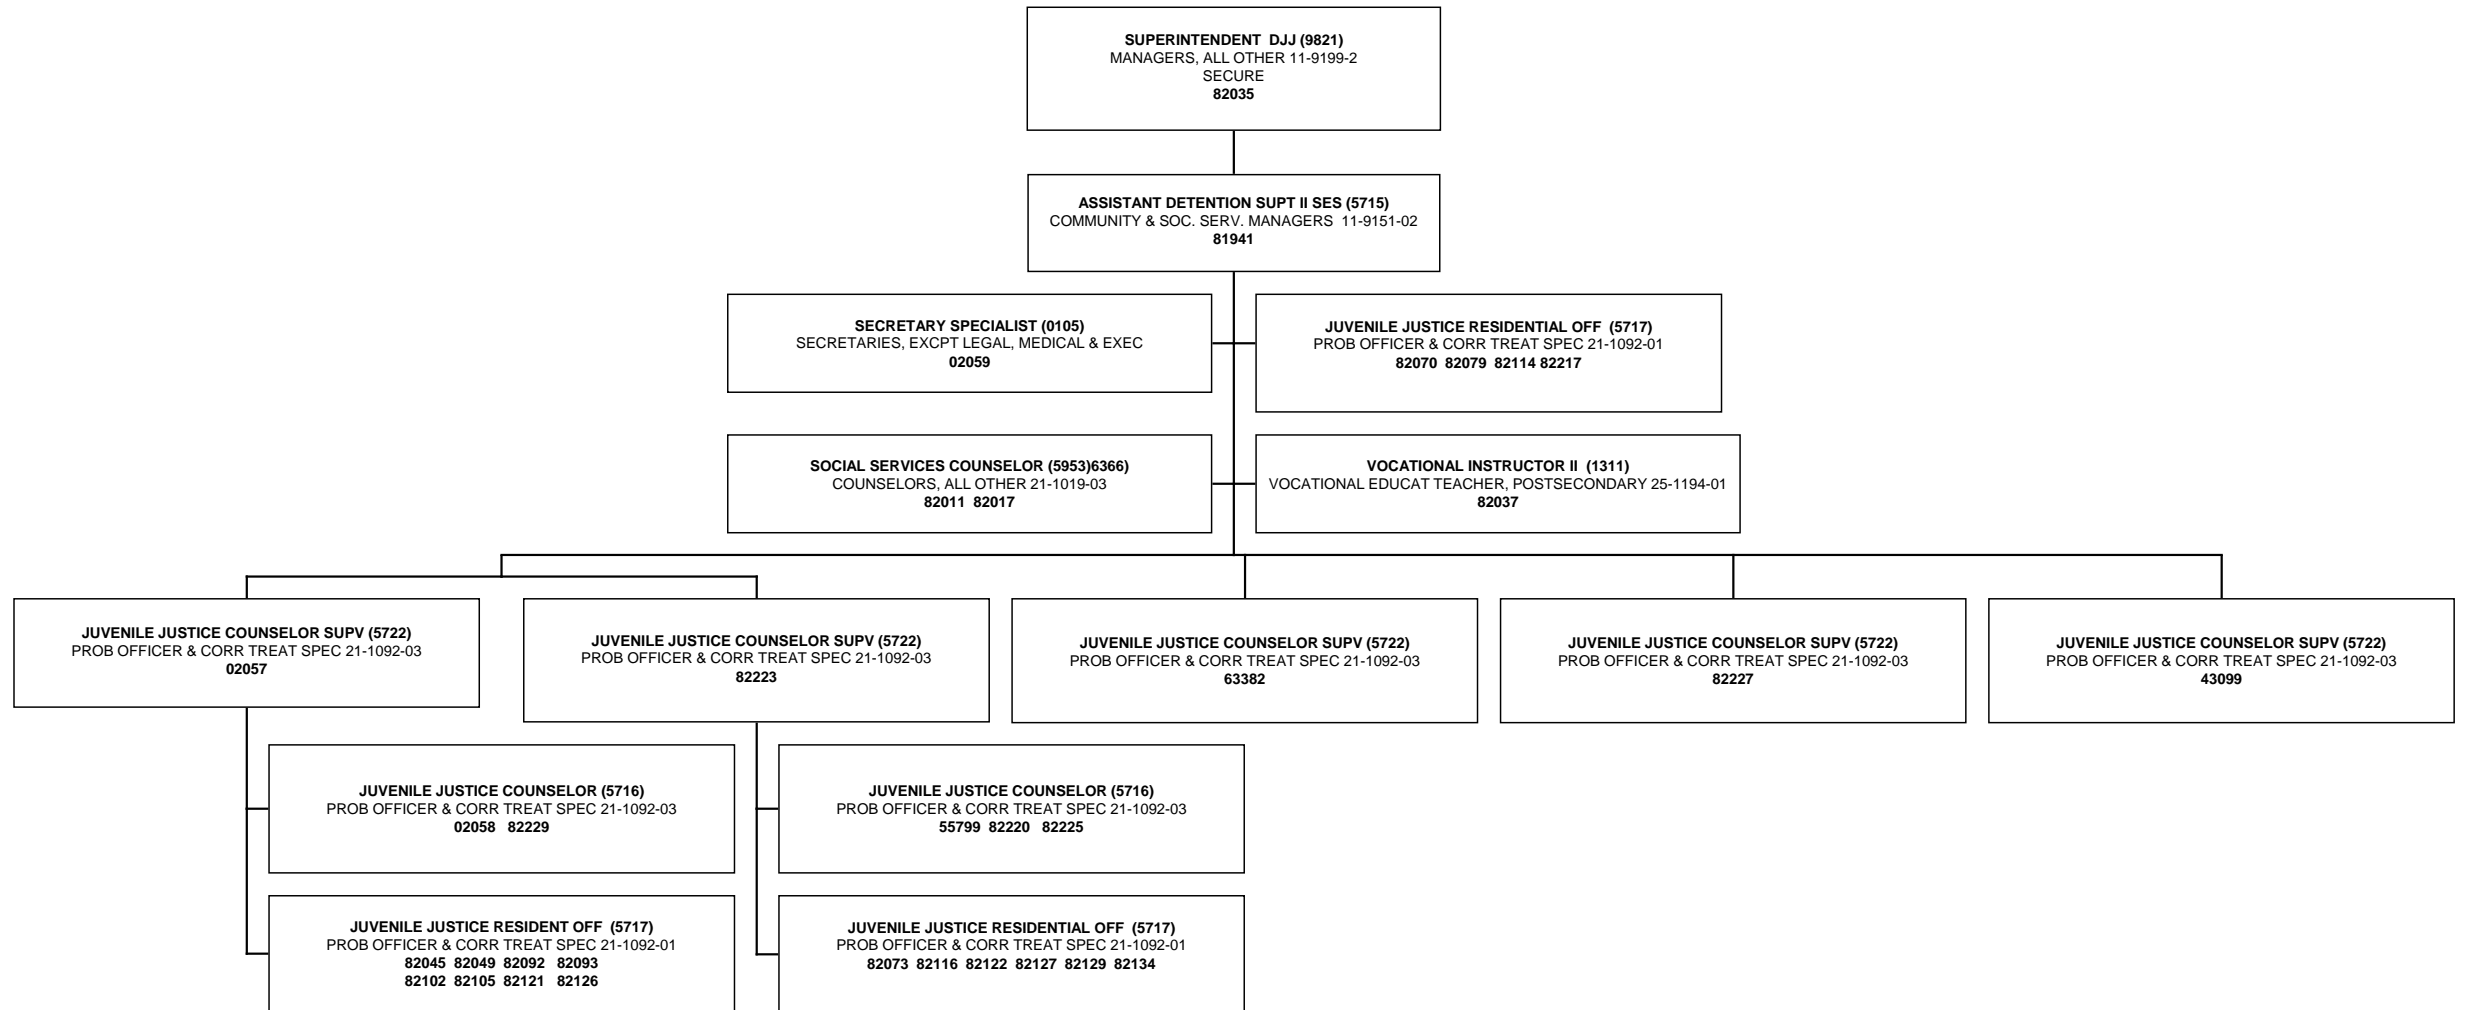 SUPERINTENDENT  DJJ (9821)
MANAGERS, ALL OTHER 11-9199-2
SECURE
82035
ASSISTANT DETENTION SUPT II SES (5715)
COMMUNITY & SOC. SERV. MANAGERS  11-9151-02
81941
SECRETARY SPECIALIST (0105)
SECRETARIES, EXCPT LEGAL, MEDICAL & EXEC
02059
JUVENILE JUSTICE RESIDENTIAL OFF  (5717)
PROB OFFICER & CORR TREAT SPEC 21-1092-01
82070  82079  82114 82217
SOCIAL SERVICES COUNSELOR (5953)6366)
COUNSELORS, ALL OTHER 21-1019-03
82011  82017
VOCATIONAL INSTRUCTOR II  (1311)
VOCATIONAL EDUCAT TEACHER, POSTSECONDARY 25-1194-01
82037
JUVENILE JUSTICE COUNSELOR SUPV (5722)
PROB OFFICER & CORR TREAT SPEC 21-1092-03
02057
JUVENILE JUSTICE COUNSELOR SUPV (5722)
PROB OFFICER & CORR TREAT SPEC 21-1092-03
82223
JUVENILE JUSTICE COUNSELOR SUPV (5722)
PROB OFFICER & CORR TREAT SPEC 21-1092-03
63382
JUVENILE JUSTICE COUNSELOR SUPV (5722)
PROB OFFICER & CORR TREAT SPEC 21-1092-03
82227
JUVENILE JUSTICE COUNSELOR SUPV (5722)
PROB OFFICER & CORR TREAT SPEC 21-1092-03
43099
JUVENILE JUSTICE COUNSELOR (5716)
PROB OFFICER & CORR TREAT SPEC 21-1092-03
02058   82229
JUVENILE JUSTICE COUNSELOR (5716)
PROB OFFICER & CORR TREAT SPEC 21-1092-03
55799  82220   82225
JUVENILE JUSTICE RESIDENT OFF  (5717)
PROB OFFICER & CORR TREAT SPEC 21-1092-01
82045  82049  82092   82093
82102  82105  82121   82126
JUVENILE JUSTICE RESIDENTIAL OFF  (5717)
PROB OFFICER & CORR TREAT SPEC 21-1092-01
82073  82116  82122  82127  82129  82134